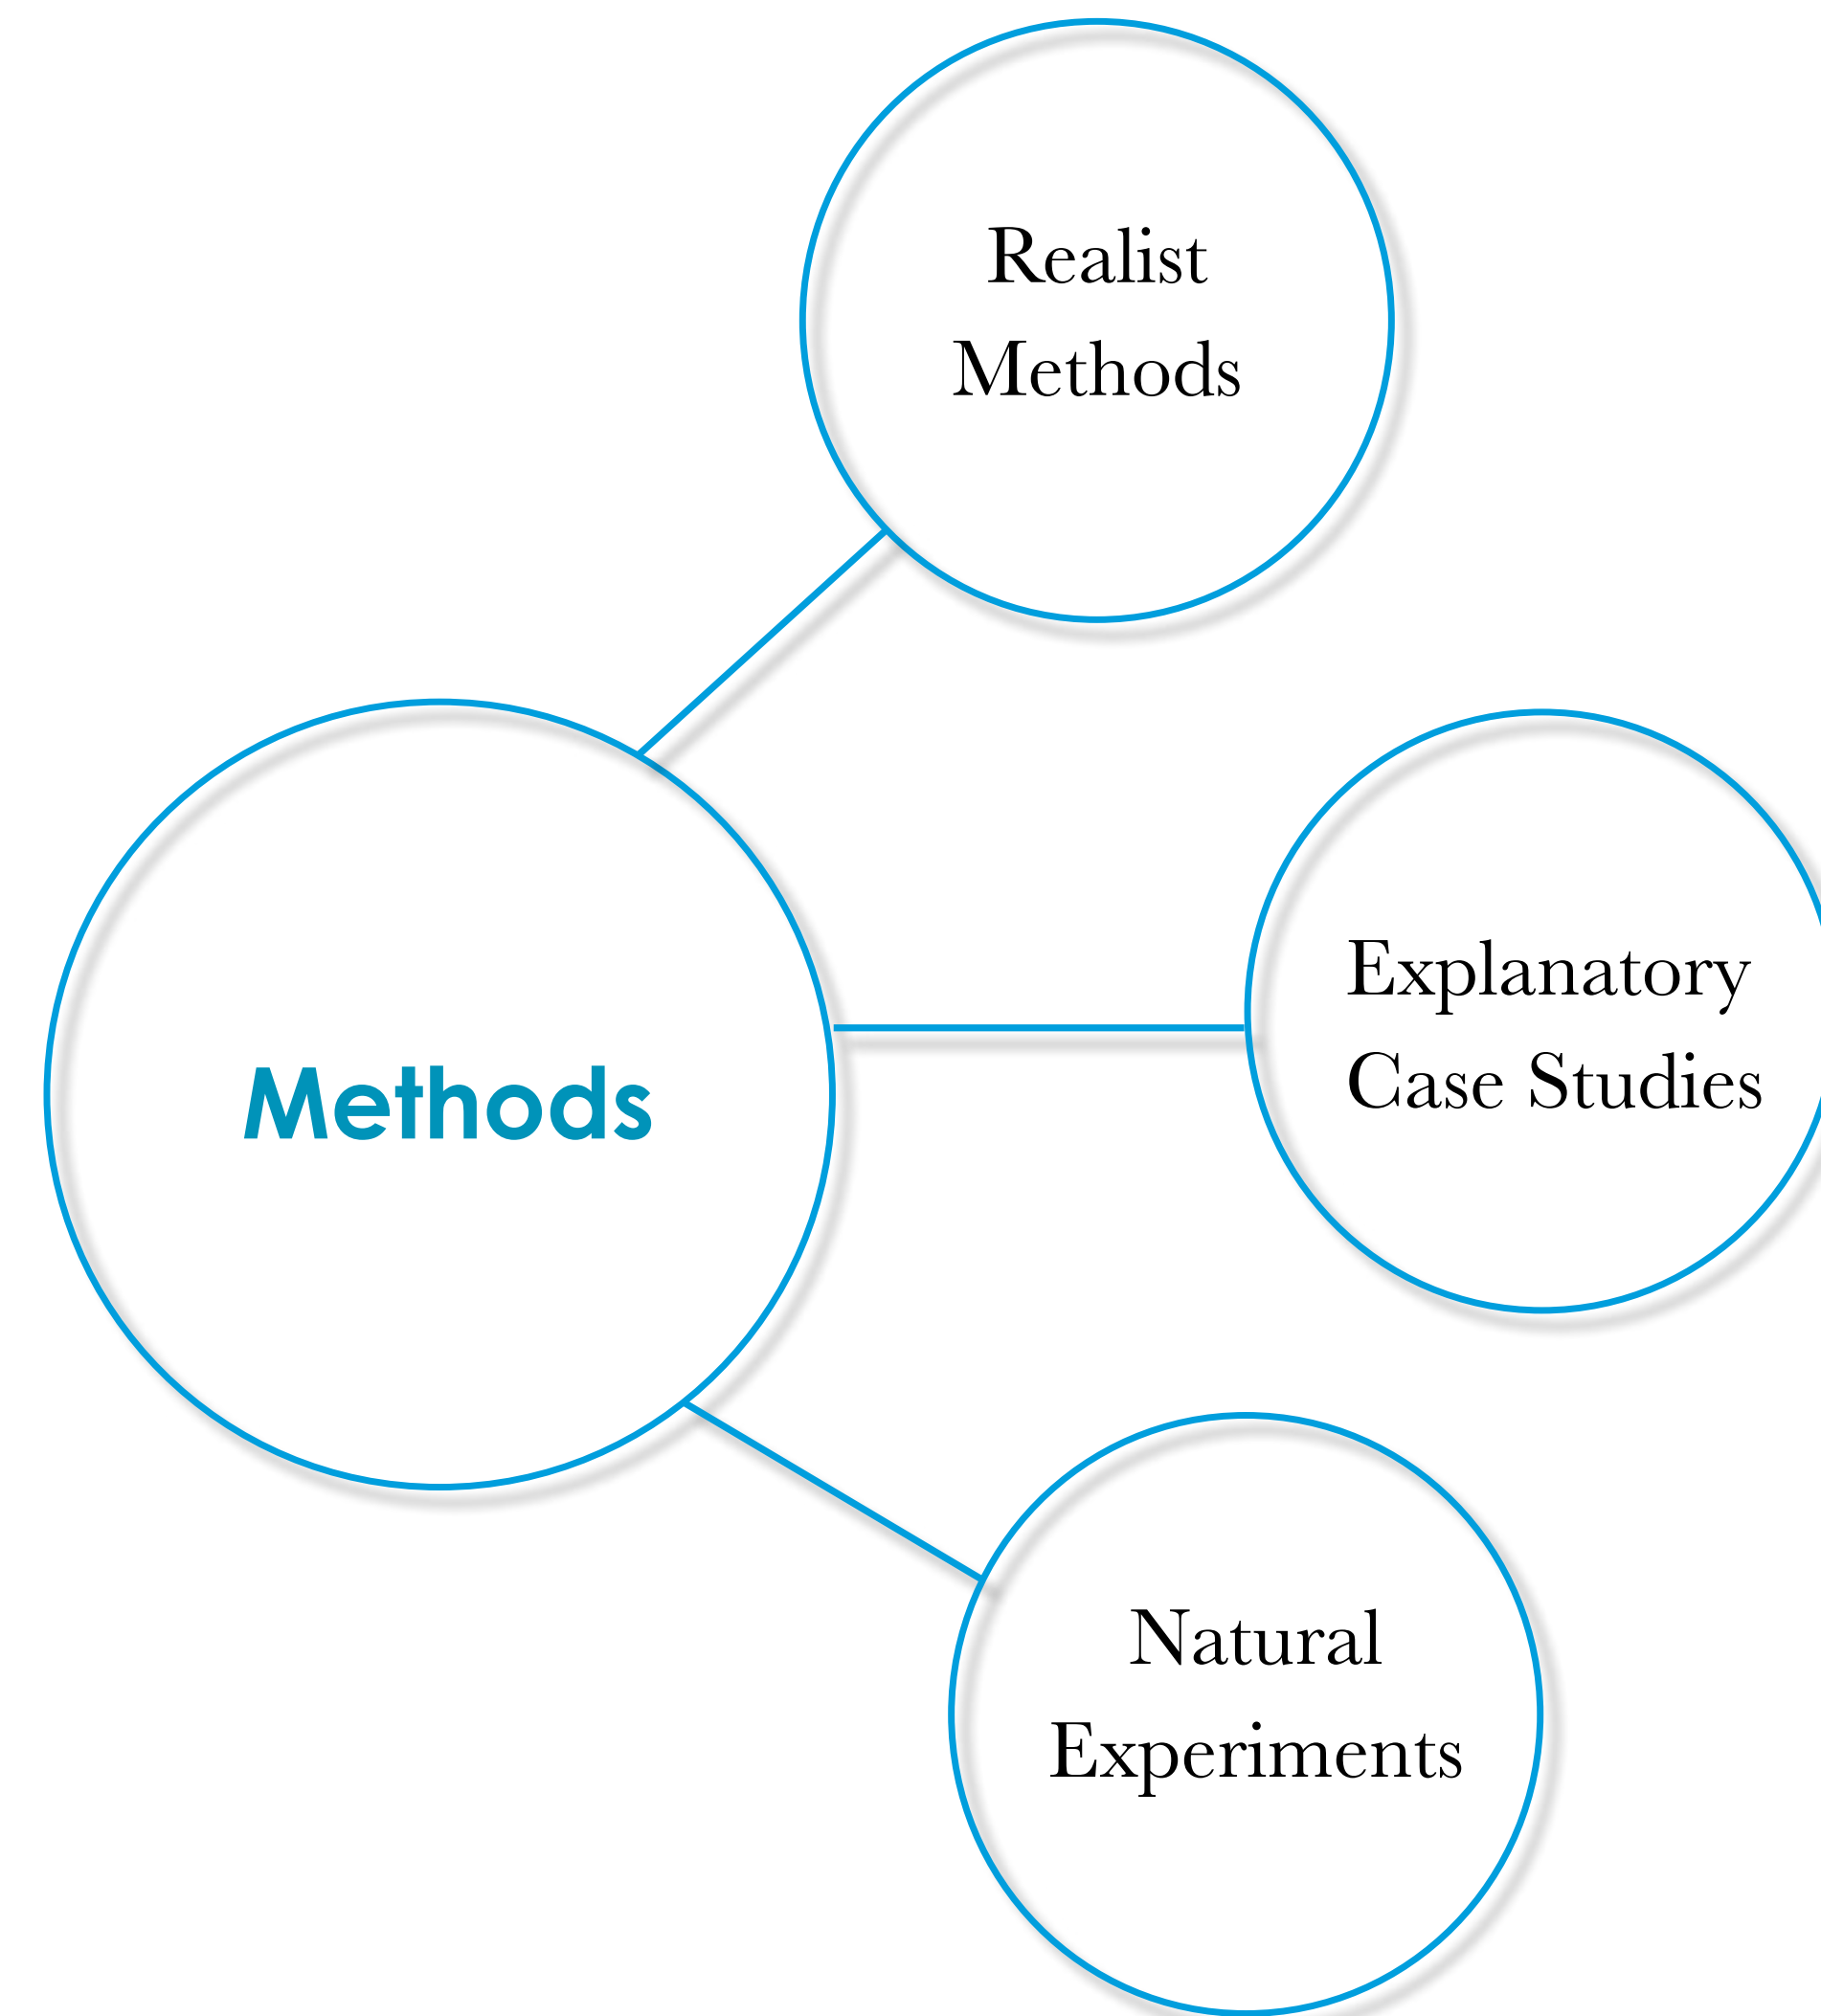 Realist
Methods
Explanatory
Case Studies
Methods
Natural
Experiments